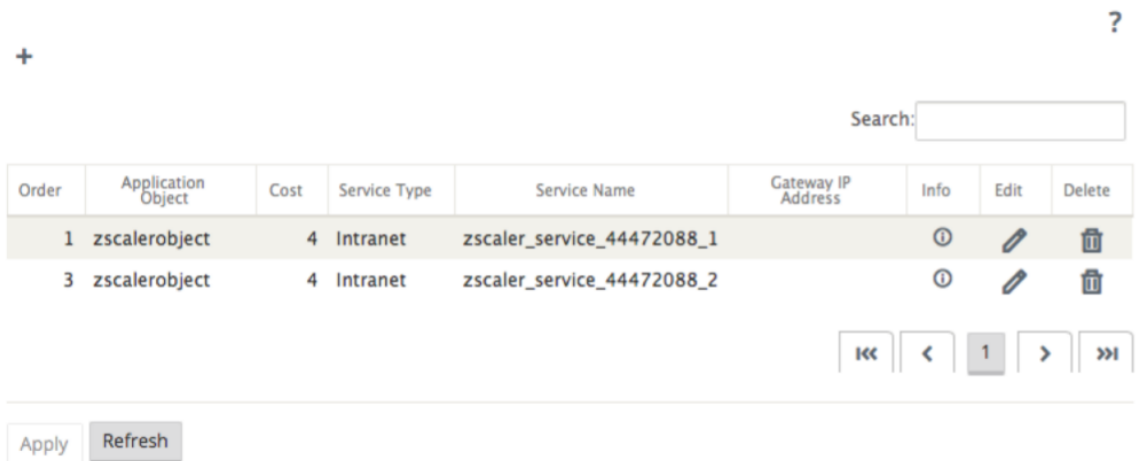 ?
+
Search:
Order Application Object Cost Service Type Service Name Gateway IP Address Info Edit Delete
1 zscalerobject 4 Intranet zscaler_service_44472088_1
3 zscalerobject 4 Intranet zscaler_service_44472088_2
1
Apply Refresh